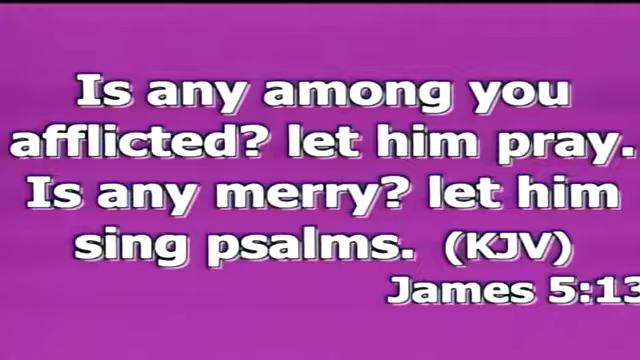 Is any among you
afflicted? let him pray.
Is any merry? let him
sing psalms. (KJV)
James 5:13